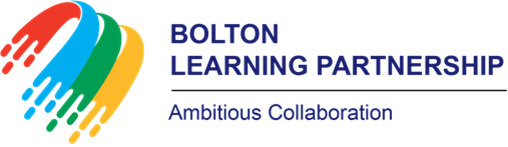 BOLTON
LEARNING PARTNERSHIP
Ambitious Collaboration